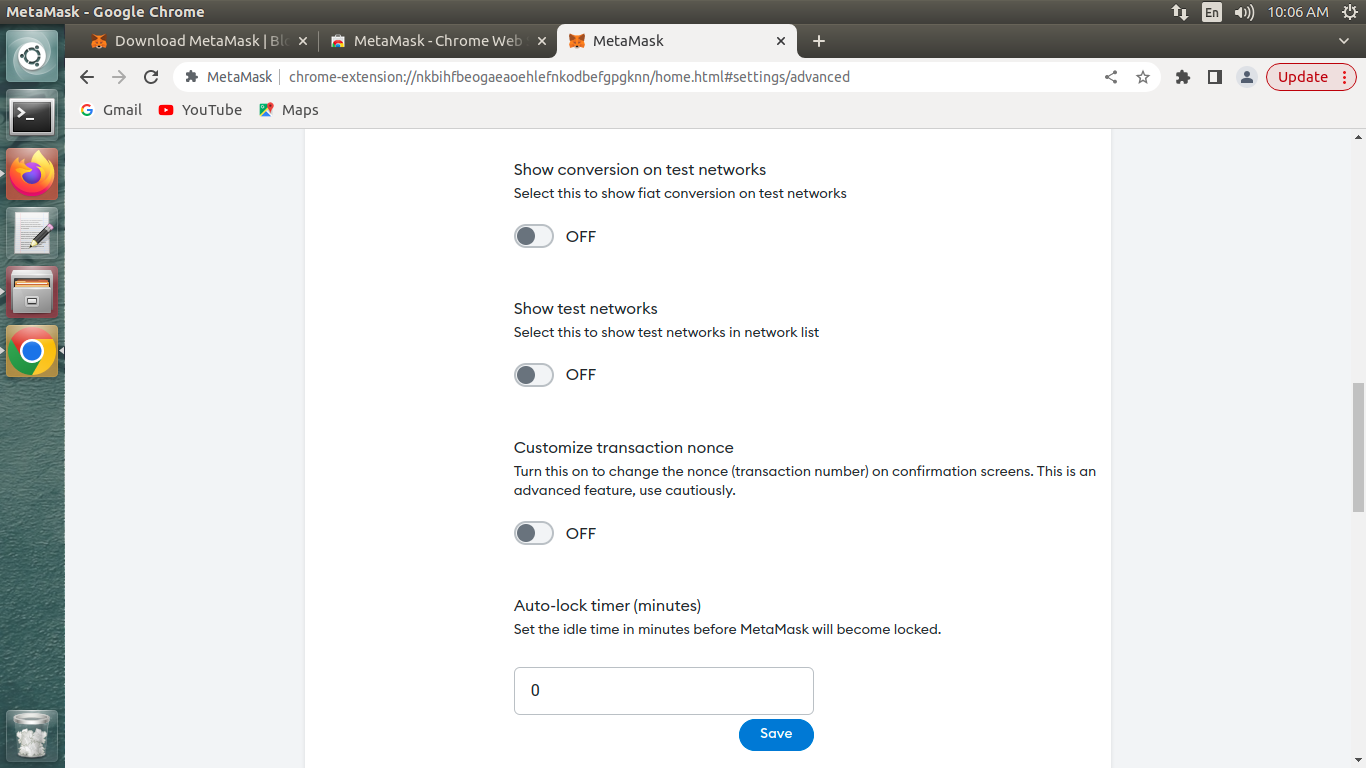 MetaMask - Google Chrome
En
10:06 AM
Download MetaMask | Blo
MetaMask - Chrome Web S
MetaMask
MetaMask
chrome-extension://nkbihfbeogaeaoehlefnkodbefgpgknn/home.html#settings/advanced
Update
Gmail
YouTube
Maps
Show conversion on test networks
Select this to show fiat conversion on test networks
OFF
Show test networks
Select this to show test networks in network list
OFF
Customize transaction nonce
Turn this on to change the nonce (transaction number) on confirmation screens. This is an
advanced feature, use cautiously.
OFF
Auto-lock timer (minutes)
Set the idle time in minutes before MetaMask will become locked.
0
Save